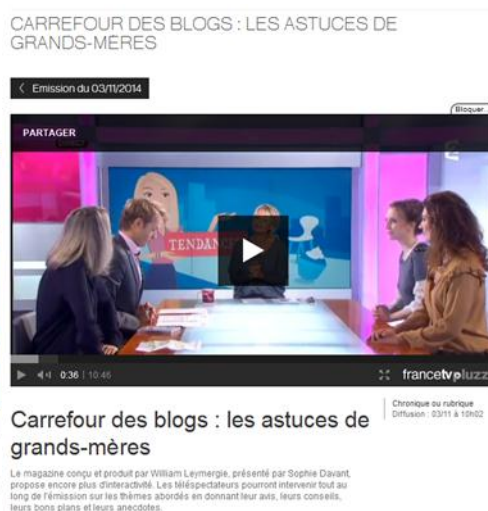 CARREFOUR DES BLOGS : LES ASTUCES DE
GRANDS-MÈRES
Emission du 03/11/2014
Bloquer
PARTAGER
TENDANCE
0:36 | 10:46
francetvpluzz
Carrefour des blogs : les astuces de
grands-mères
Chronique ou rubrique
Diffusion : 03/11 à 10h02
Le magazine conçu et produit par William Leymergie, présenté par Sophie Davant,
propose encore plus d'interactivité. Les téléspectateurs pourront intervenir tout au
long de l'émission sur les thèmes abordés en donnant leur avis, leurs conseils,
leurs bons plans et leurs anecdotes.